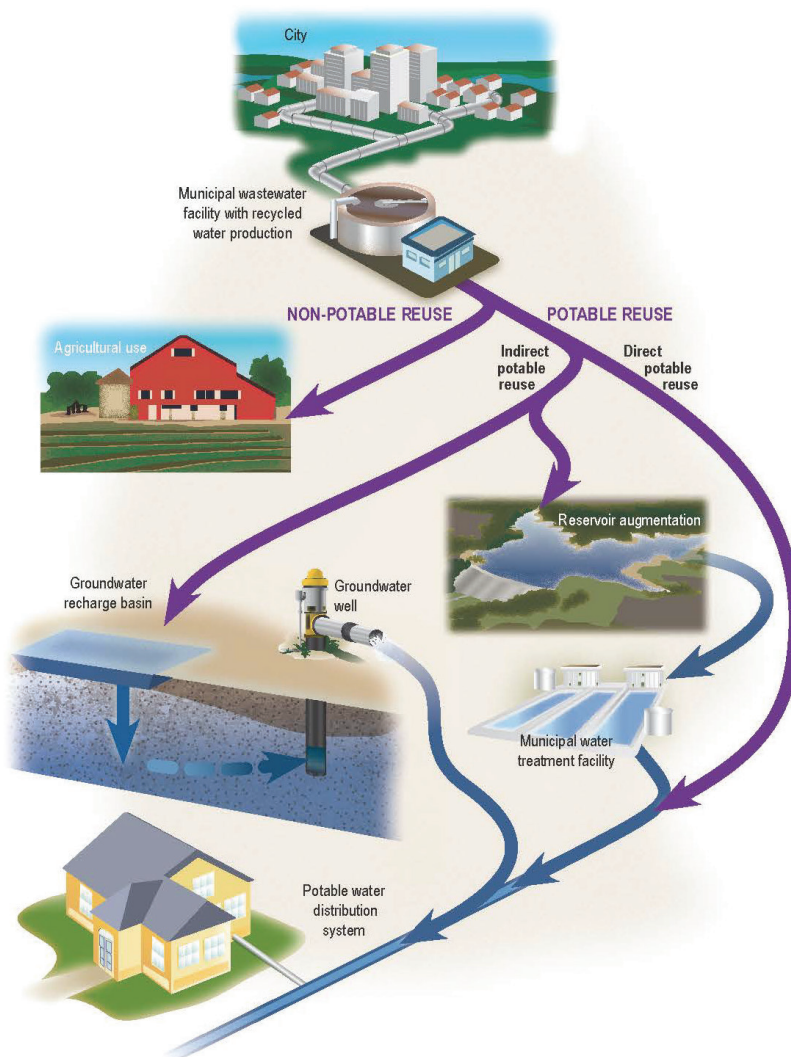 City
Municipal wastewater
facility with recycled
water production
NON-POTABLE REUSE
POTABLE REUSE
Agricultural use
Indirect
potable
reuse
Direct
potable
reuse
Reservoir augmentation
Groundwater
recharge basin
Groundwater
well
Municipal water
treatment facility
Potable water
distribution
system